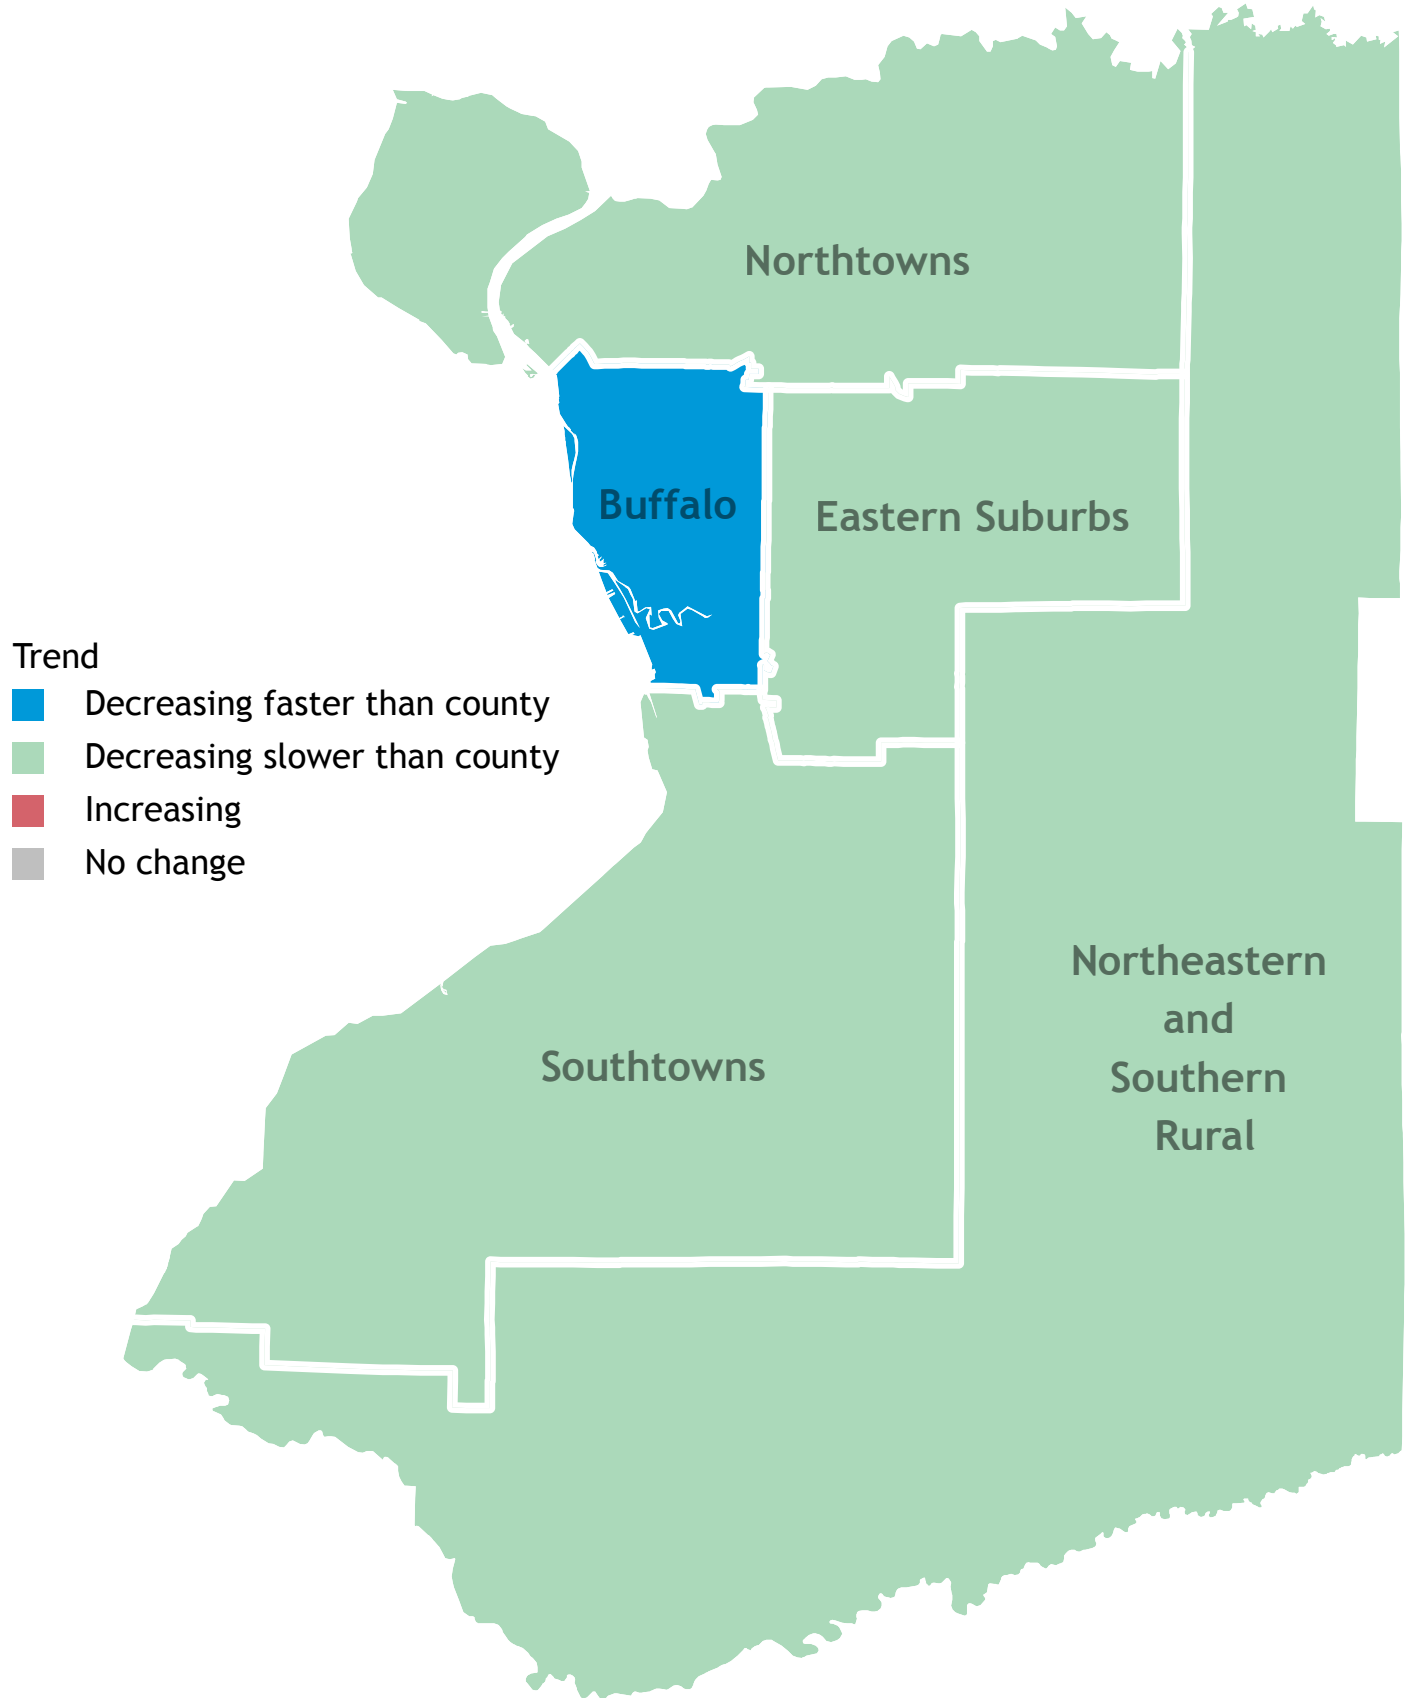 Northtowns
Buffalo
Eastern Suburbs
Trend
Decreasing faster than county
Decreasing slower than county
Increasing
No change
Northeastern
and
Southern
Rural
Southtowns